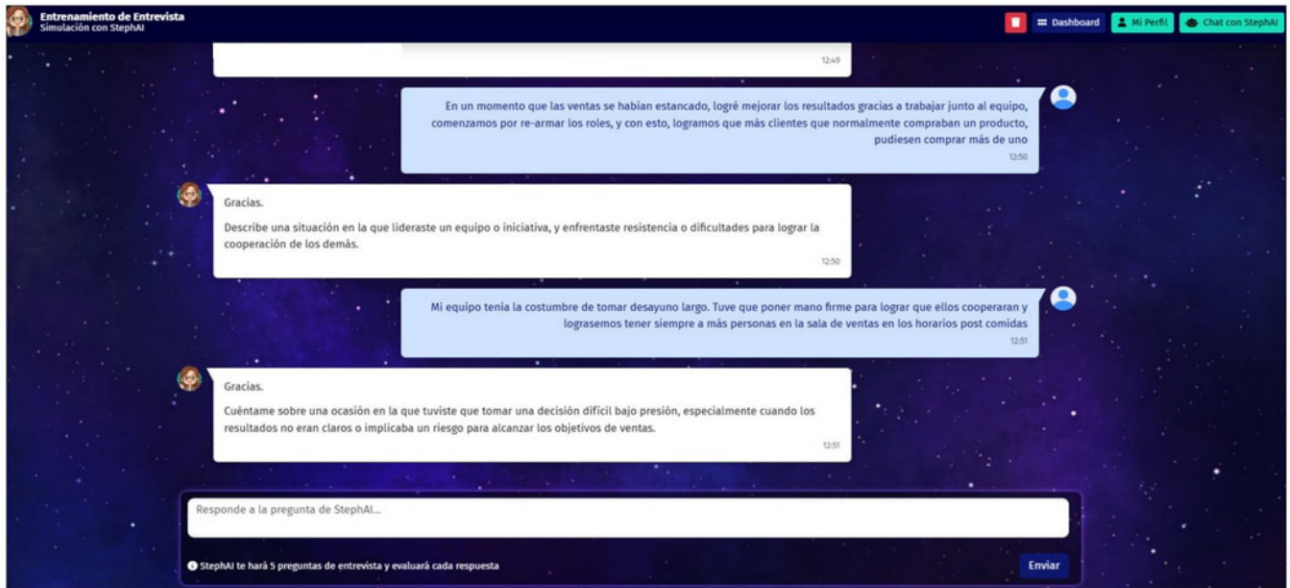 Entrenamiento de Entrevista
Simulación con StephAI
Dashboard
Mi Perfil
Chat con StephAI
12:49
En un momento que las ventas se habían estancado, logré mejorar los resultados gracias a trabajar junto al equipo,
comenzamos por re-armar los roles, y con esto, logramos que más clientes que normalmente compraban un producto,
pudiesen comprar más de uno
12:50
Gracias.
Describe una situación en la que lideraste un equipo o iniciativa, y enfrentaste resistencia o dificultades para lograr la
cooperación de los demás.
12:50
Mi equipo tenía la costumbre de tomar desayuno largo. Tuve que poner mano firme para lograr que ellos cooperaran y
lograsemos tener siempre a más personas en la sala de ventas en los horarios post comidas
12:51
Gracias.
Cuéntame sobre una ocasión en la que tuviste que tomar una decisión difícil bajo presión, especialmente cuando los
resultados no eran claros o implicaba un riesgo para alcanzar los objetivos de ventas.
12:51
Responde a la pregunta de StephAI...
StephAI te hará 5 preguntas de entrevista y evaluará cada respuesta
Enviar